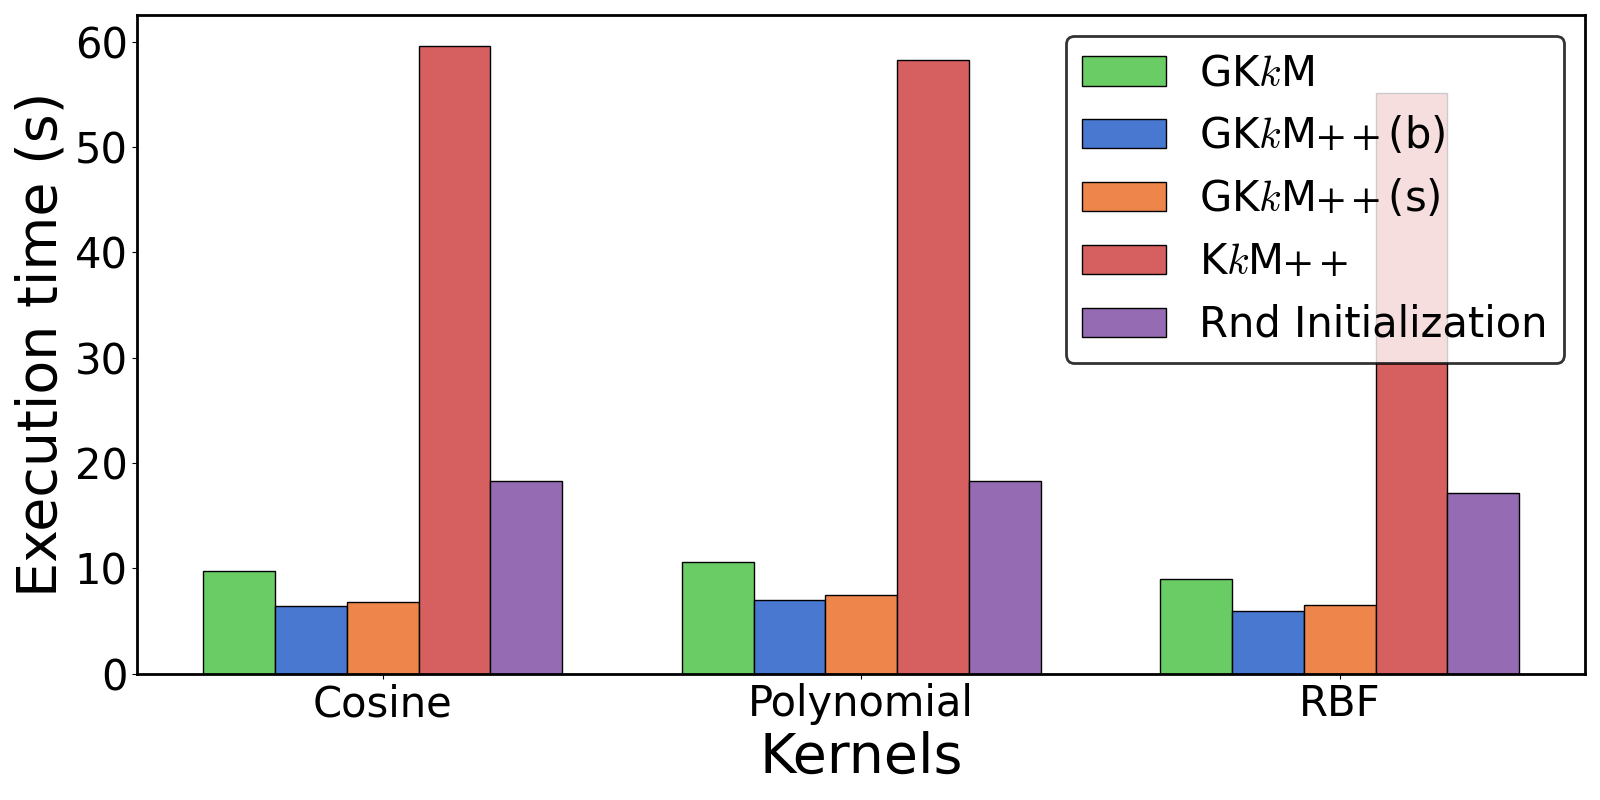 Execution time (s)
60
50
40
30
20
10
0
GKkM
GKkM++(b)
GKkM++(s)
KkM++
Rnd Initialization
Cosine
Polynomial
RBF
Kernels